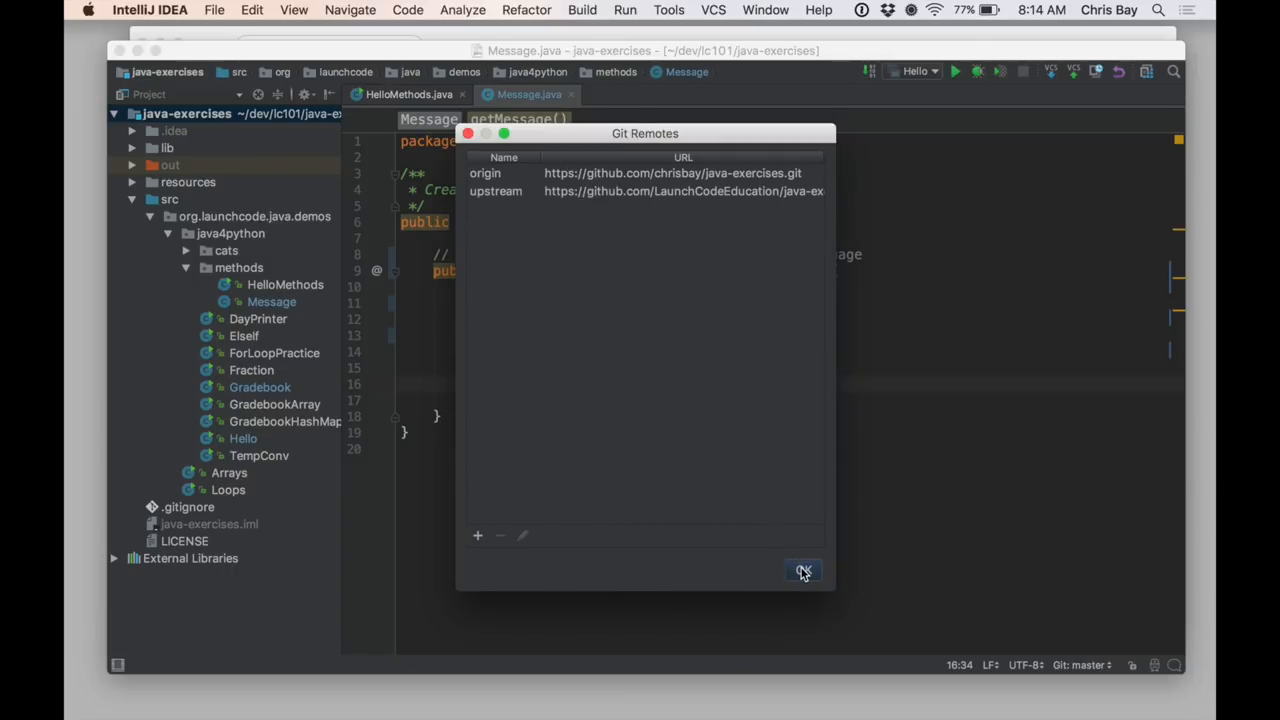 IntelliJ IDEA File Edit View Navigate Code Analyze Refactor Build Run Tools VCS Window Help 77% 8:14 AM Chris Bay
Message.java - java-exercises - [~/dev/lc101/java-exercises]
java-exercises src org launchcode java demos java4python methods Message Hello VCS VCS
Project HelloMethods.java Message.java
java-exercises ~/dev/lc101/java-ex
.idea
lib
out
resources
src
org.launchcode.java.demos
java4python
cats
methods
HelloMethods
Message
DayPrinter
ElseIf
ForLoopPractice
Fraction
Gradebook
GradebookArray
GradebookHashMap
Hello
TempConv
Arrays
Loops
.gitignore
java-exercises.iml
LICENSE
External Libraries
Message getMessage()
1 package
2
3 /**
4 * Crea
5 */
6 public
7
8 // age
9 @ pub
10
11
12
13
14
15
16
17
18 }
19 }
20
Git Remotes
Name URL
origin https://github.com/chrisbay/java-exercises.git
upstream https://github.com/LaunchCodeEducation/java-ex
OK
16:34 LF UTF-8 Git: master